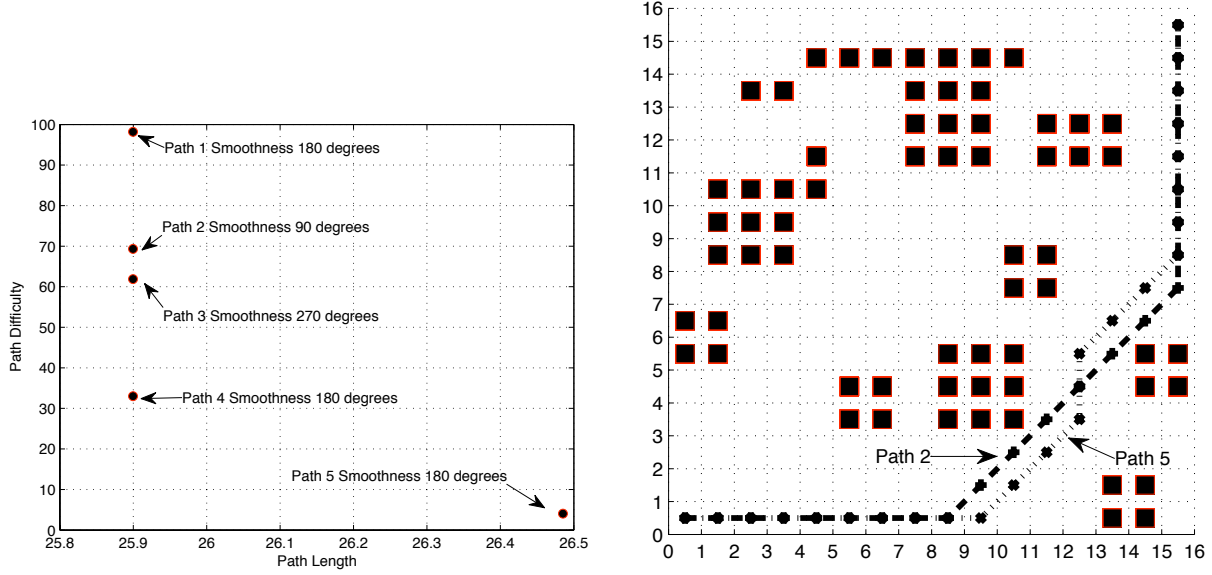 100
90
80
70
60
50
40
30
20
10
0
Path Difficulty
Path 1 Smoothness 180 degrees
Path 2 Smoothness 90 degrees
Path 3 Smoothness 270 degrees
Path 4 Smoothness 180 degrees
Path 5 Smoothness 180 degrees
25.8 25.9 26 26.1 26.2 26.3 26.4 26.5
Path Length
16
15
14
13
12
11
10
9
8
7
6
5
4
3
2
1
0
Path 2
Path 5
0 1 2 3 4 5 6 7 8 9 10 11 12 13 14 15 16